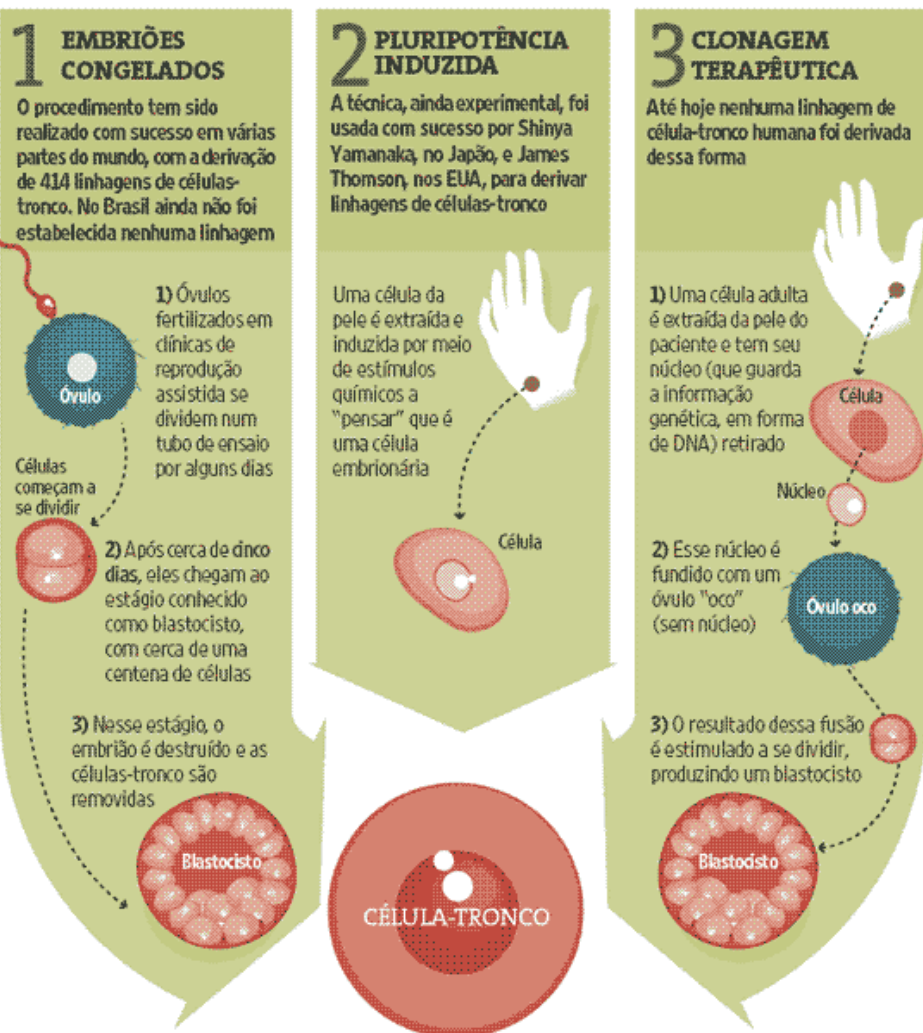 1 EMBRIÕES
CONGELADOS
O procedimento tem sido
realizado com sucesso em várias
partes do mundo, com a derivação
de 414 linhagens de células-
tronco. No Brasil ainda não foi
estabelecida nenhuma linhagem
1) Óvulos
fertilizados em
clínicas de
reprodução
assistida se
dividem num
tubo de ensaio
por alguns dias
Óvulo
Células
começam a
se dividir
2) Após cerca de cinco
dias, eles chegam ao
estágio conhecido
como blastocisto,
com cerca de uma
centena de células
3) Nesse estágio, o
embrião é destruído e as
células-tronco são
removidas
Blastocisto
2 PLURIPOTÊNCIA
INDUZIDA
A técnica, ainda experimental, foi
usada com sucesso por Shinya
Yamanaka, no Japão, e James
Thomson, nos EUA, para derivar
linhagens de células-tronco
Uma célula da
pele é extraída e
induzida por meio
de estímulos
químicos a
"pensar" que é
uma célula
embrionária
Célula
CÉLULA-TRONCO
3 CLONAGEM
TERAPÊUTICA
Até hoje nenhuma linhagem de
célula-tronco humana foi derivada
dessa forma
1) Uma célula adulta
é extraída da pele do
paciente e tem seu
núcleo (que guarda
a informação
genética, em forma
de DNA) retirado
Célula
Núcleo
2) Esse núcleo é
fundido com um
óvulo "oco"
(sem núcleo)
Óvulo oco
3) O resultado dessa fusão
é estimulado a se dividir,
produzindo um blastocisto
Blastocisto